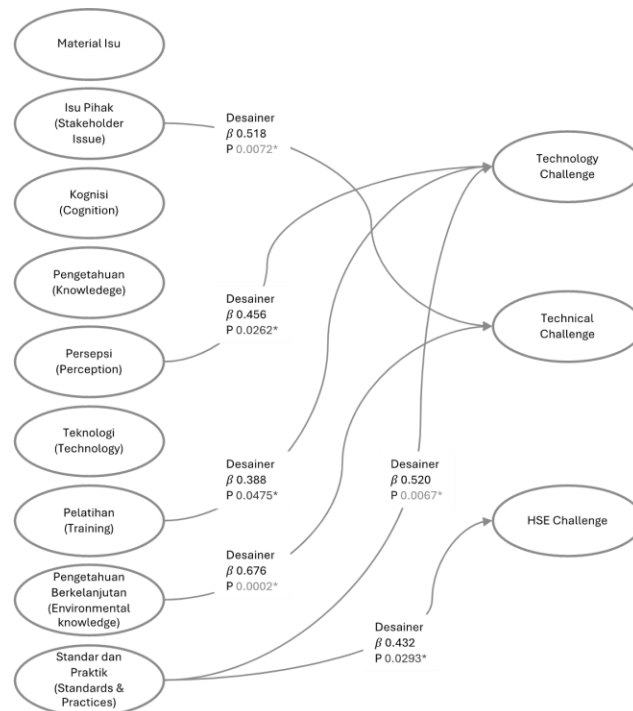 Material Isu
Isu Pihak
(Stakeholder
Issue)
Kognisi
(Cognition)
Pengetahuan
(Knowledege)
Persepsi
(Perception)
Teknologi
(Technology)
Pelatihan
(Training)
Pengetahuan
Berkelanjutan
(Environmental
knowledge)
Standar dan
Praktik
(Standards &
Practices)
Desainer
β 0.518
P 0.0072*
Desainer
β 0.456
P 0.0262*
Desainer
β 0.388
P 0.0475*
Desainer
β 0.676
P 0.0002*
Desainer
β 0.520
P 0.0067*
Desainer
β 0.432
P 0.0293*
Technology
Challenge
Technical
Challenge
HSE Challenge